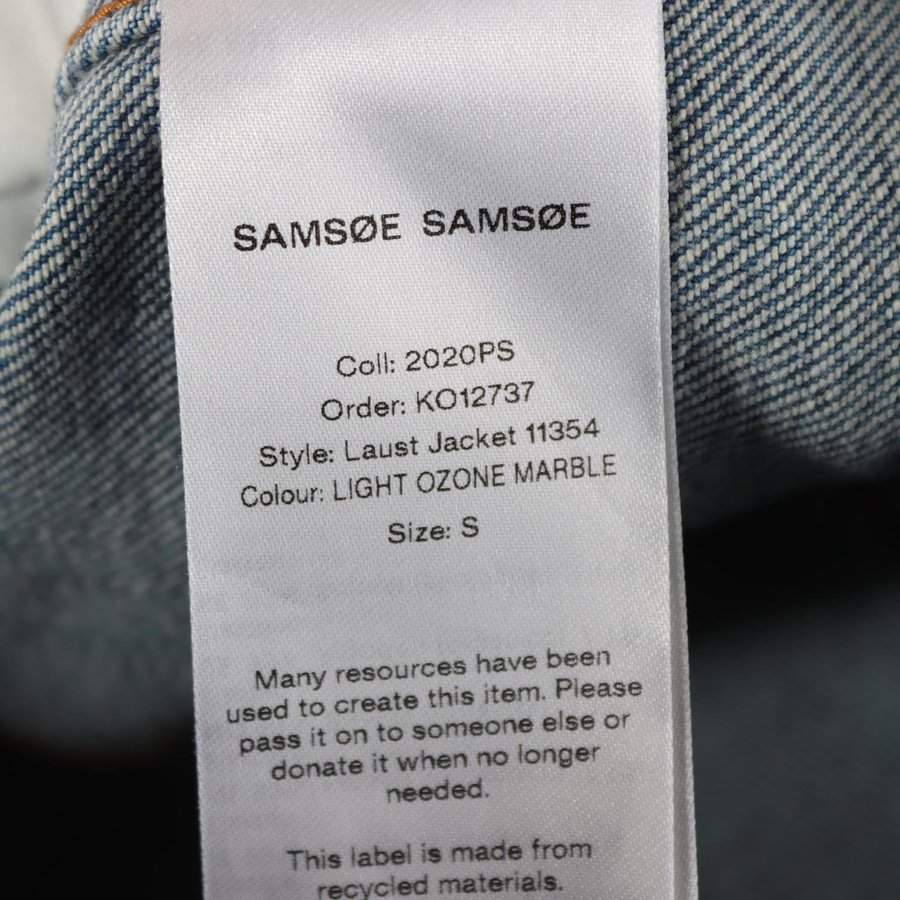 SAMSØE SAMSØE
Coll: 2020PS
Order: KO12737
Style: Laust Jacket 11354
Colour: LIGHT OZONE MARBLE
Size: S
Many resources have been
used to create this item. Please
pass it on to someone else or
donate it when no longer
needed.
This label is made from
recycled materials.